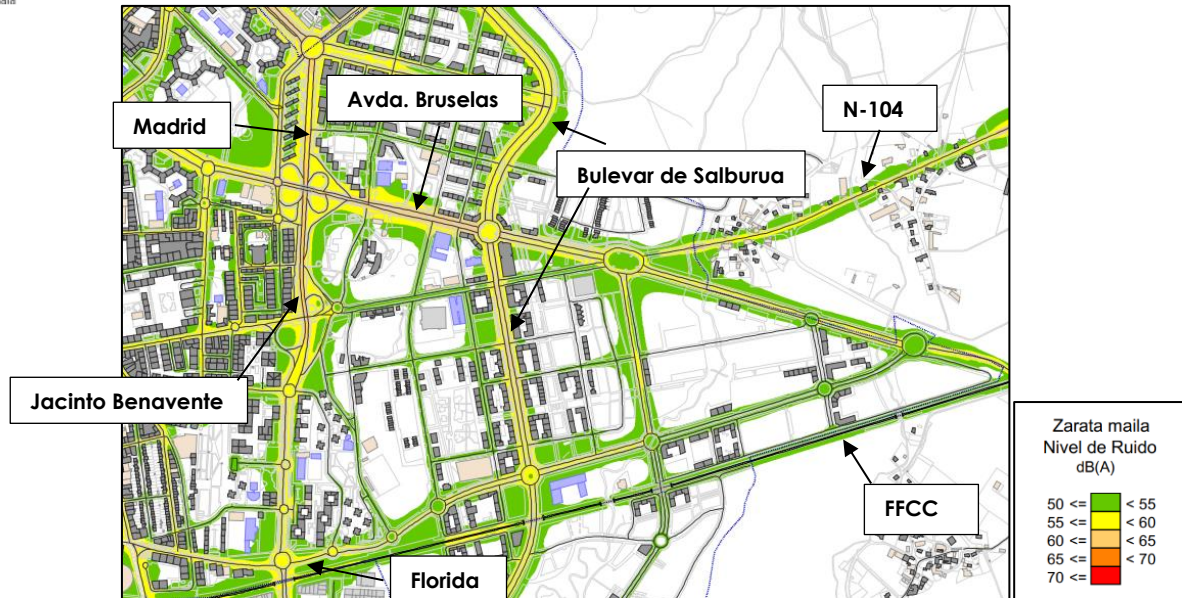 Avda. Bruselas
Madrid
N-104
Bulevar de Salburua
Jacinto Benavente
FFCC
Florida
Zarata maila
Nivel de Ruido
dB(A)
50 <= < 55
55 <= < 60
60 <= < 65
65 <= < 70
70 <=